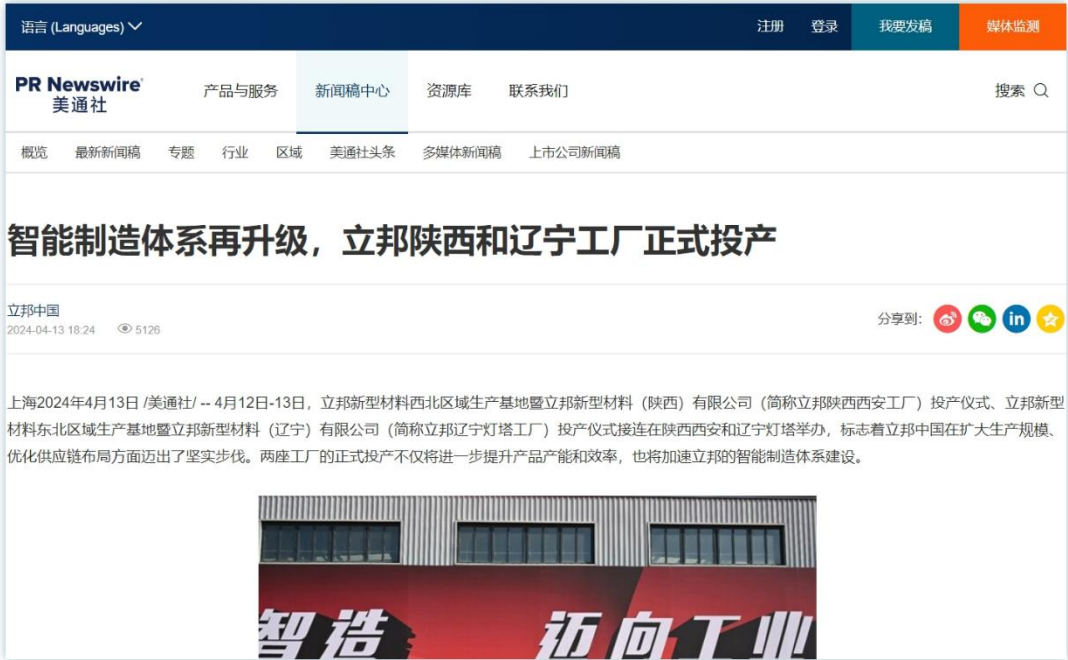 语言 (Languages)
注册 登录 我要发稿 媒体监测
PR Newswire
美通社
产品与服务 新闻稿中心 资源库 联系我们
搜索
概览 最新新闻稿 专题 行业 区域 美通社头条 多媒体新闻稿 上市公司新闻稿
智能制造体系再升级，立邦陕西和辽宁工厂正式投产
立邦中国
2024-04-13 18:24 5126
分享到:
in
上海2024年4月13日 /美通社/ -- 4月12日-13日，立邦新型材料西北区域生产基地暨立邦新型材料（陕西）有限公司（简称立邦陕西西安工厂）投产仪式、立邦新型
材料东北区域生产基地暨立邦新型材料（辽宁）有限公司（简称立邦辽宁灯塔工厂）投产仪式接连在陕西西安和辽宁灯塔举办，标志着立邦中国在扩大生产规模、
优化供应链布局方面迈出了坚实步伐。两座工厂的正式投产不仅将进一步提升产品产能和效率，也将加速立邦的智能制造体系建设。
智造 迈向工业